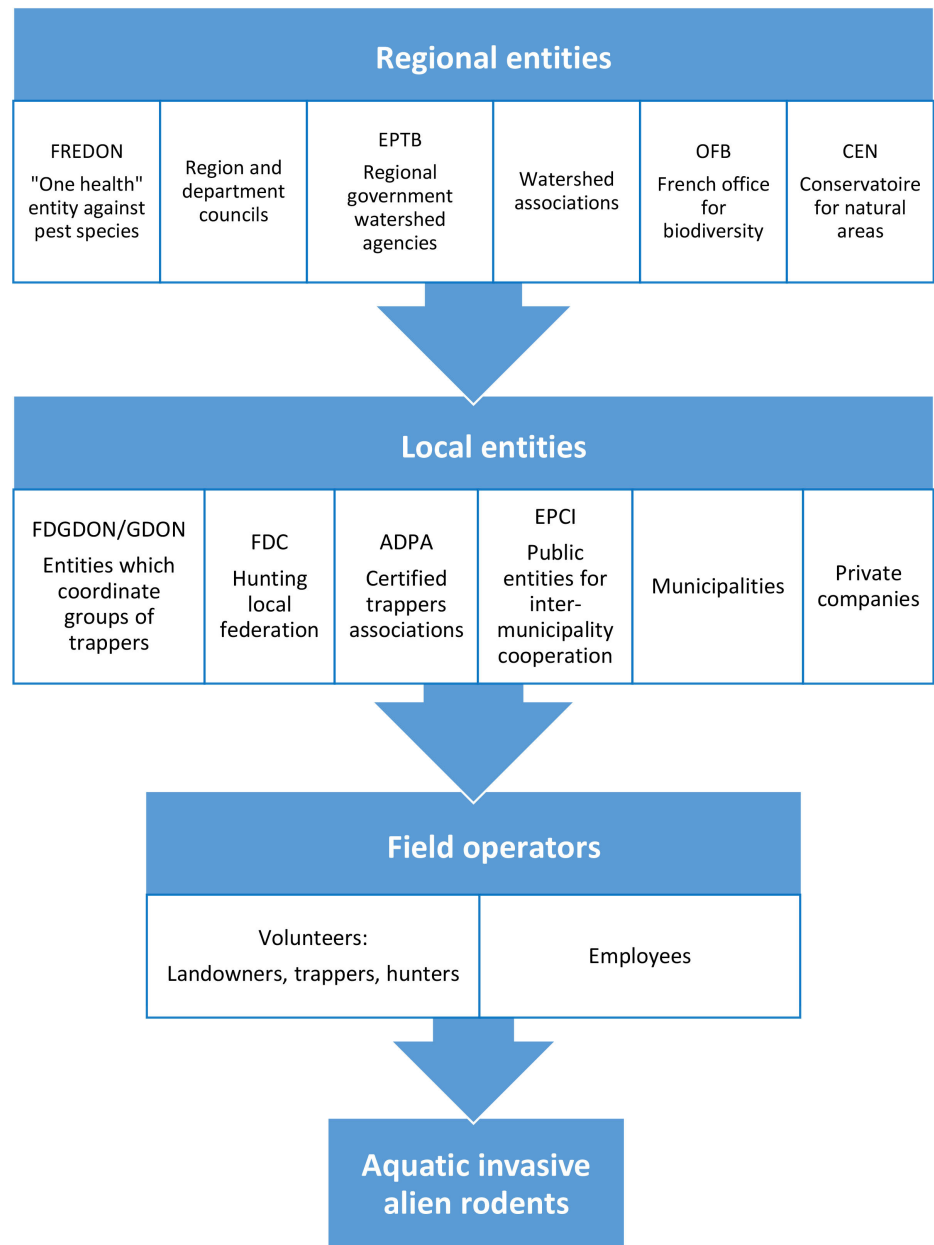 Regional entities
FREDON
"One health"
entity against
pest species
Region and
department
councils
EPTB
Regional
government
watershed
agencies
Watershed
associations
OFB
French office
for
biodiversity
CEN
Conservatoire
for natural
areas
Local entities
FDGDON/GDON
Entities which
coordinate
groups of
trappers
FDC
Hunting
local
federation
ADPA
Certified
trappers
associations
EPCI
Public
entities for
inter-
municipality
cooperation
Municipalities
Private
companies
Field operators
Volunteers:
Landowners, trappers, hunters
Employees
Aquatic invasive
alien rodents